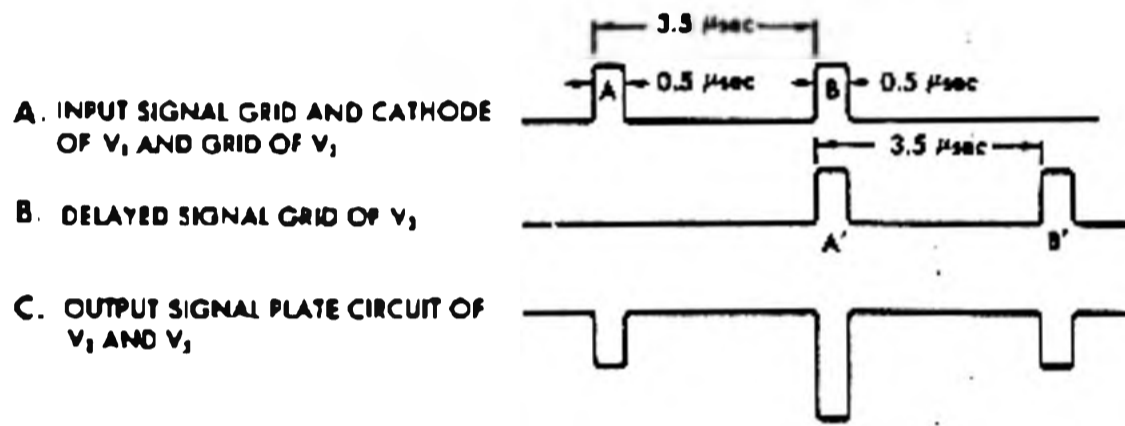 3.5 μsec
A 0.5 μsec B 0.5 μsec
A. INPUT SIGNAL GRID AND CATHODE
OF V₁ AND GRID OF V₂
3.5 μsec
B. DELAYED SIGNAL GRID OF V₃
A' B'
C. OUTPUT SIGNAL PLATE CIRCUIT OF
V₂ AND V₃